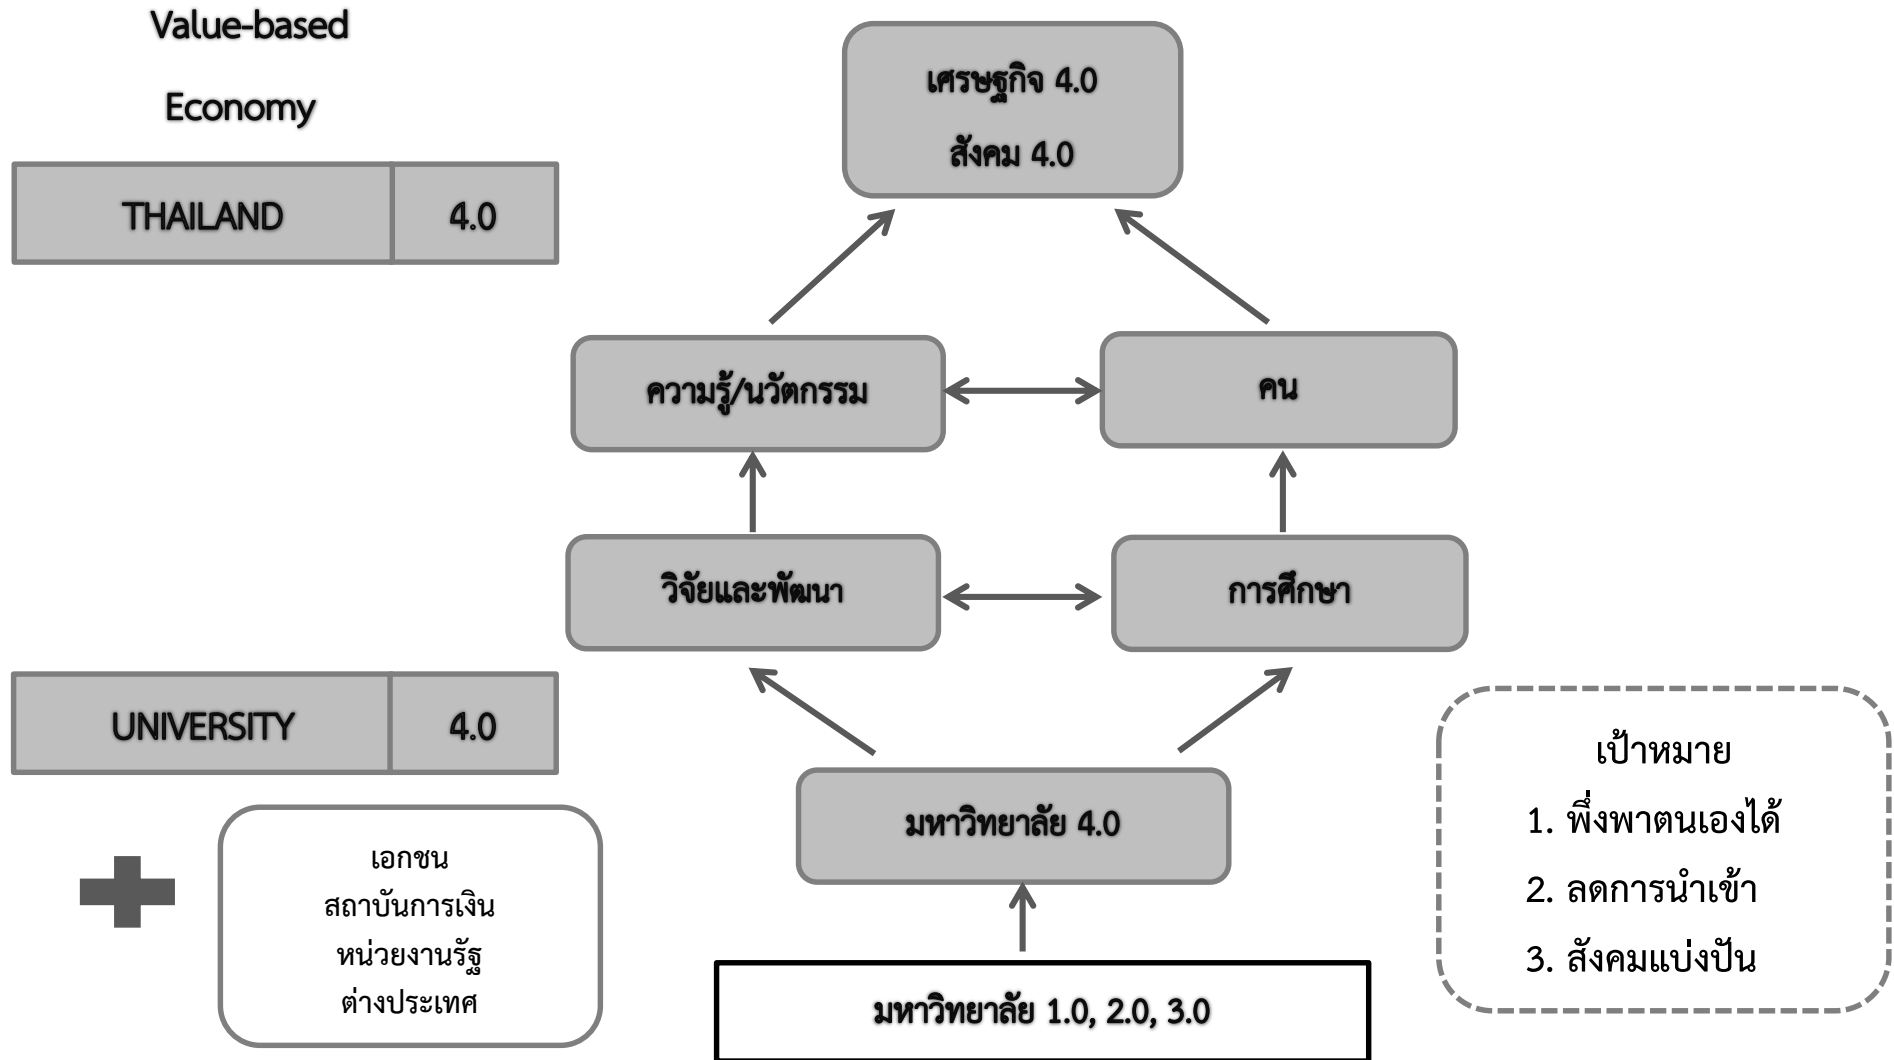 Value-based
Economy
THAILAND 4.0
เศรษฐกิจ 4.0
สังคม 4.0
ความรู้/นวัตกรรม
คน
วิจัยและพัฒนา
การศึกษา
UNIVERSITY 4.0
มหาวิทยาลัย 4.0
เอกชน
สถาบันการเงิน
หน่วยงานรัฐ
ต่างประเทศ
มหาวิทยาลัย 1.0, 2.0, 3.0
เป้าหมาย
1. พึ่งพาตนเองได้
2. ลดการนำเข้า
3. สังคมแบ่งปัน